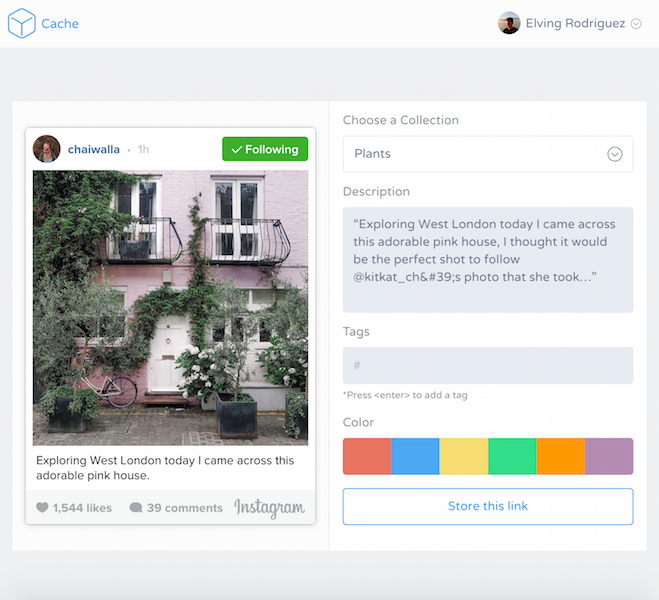 Cache
Elving Rodriguez
chaiwalla • 1h
Following
Exploring West London today I came across this
adorable pink house.
1,544 likes
39 comments
Instagram
Choose a Collection
Plants
Description
“Exploring West London today I came across
this adorable pink house, I thought it would
be the perfect shot to follow
@kitkat_ch&#39;s photo that she took...”
Tags
#
*Press <enter> to add a tag
Color
Store this link